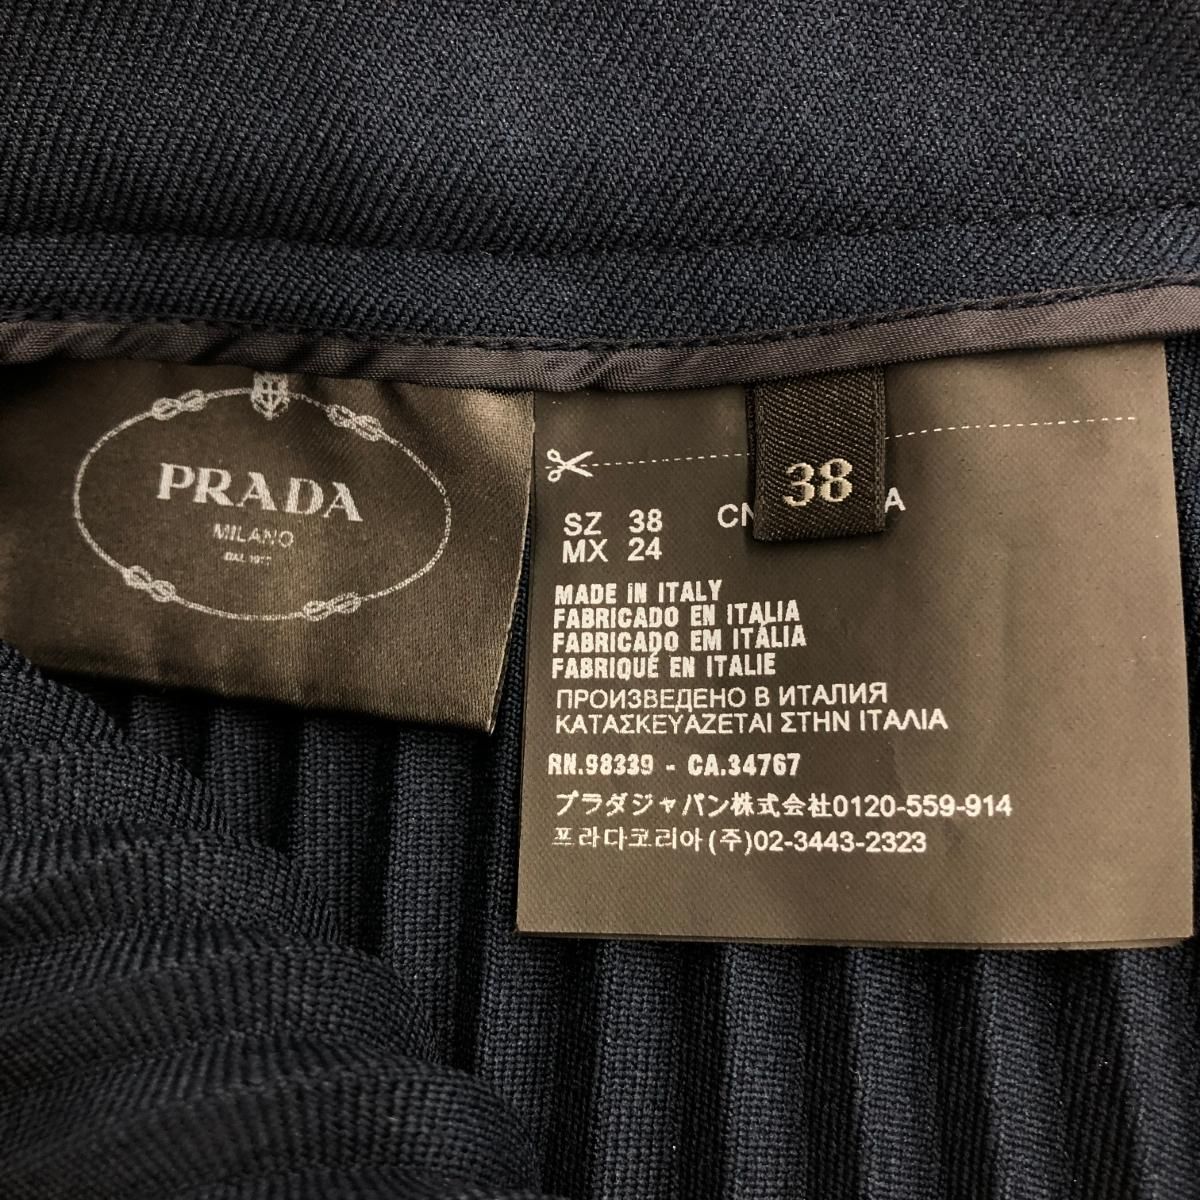 PRADA
MILANO
DAL 1977
38
SZ 38
MX 24
MADE IN ITALY
FABRICADO EN ITALIA
FABRICADO EM ITÁLIA
FABRIQUÉ EN ITALIE
ПРОИЗВЕДЕНО В ИТАЛИЯ
ΚΑΤΑΣΚΕΥΑΖΕΤΑΙ ΣΤΗΝ ΙΤΑΛΙΑ
RN.98339 - CA.34767
プラダジャパン株式会社0120-559-914
프라다코리아(주)02-3443-2323